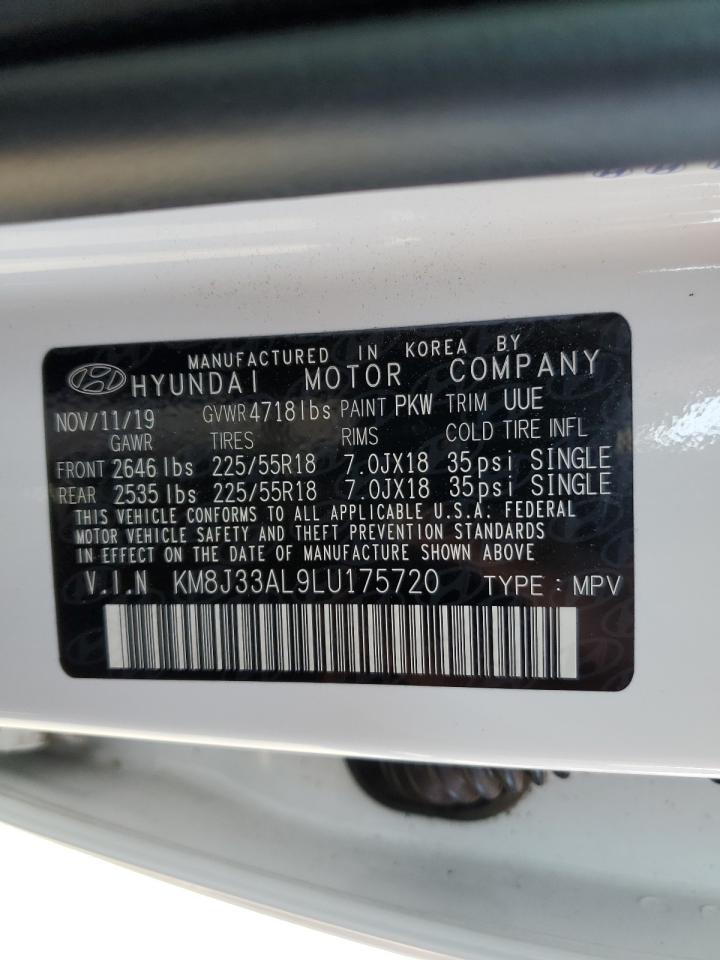 MANUFACTURED IN KOREA BY
HYUNDAI MOTOR COMPANY
NOV/11/19 GVWR4718lbs PAINT PKW TRIM UUE
GAWR TIRES RIMS COLD TIRE INFL
FRONT 2646 lbs 225/55R18 7.0JX18 35psi SINGLE
REAR 2535 lbs 225/55R18 7.0JX18 35psi SINGLE
THIS VEHICLE CONFORMS TO ALL APPLICABLE U.S.A. FEDERAL
MOTOR VEHICLE SAFETY AND THEFT PREVENTION STANDARDS
IN EFFECT ON THE DATE OF MANUFACTURE SHOWN ABOVE
V.I.N KM8J33AL9LU175720 TYPE : MPV